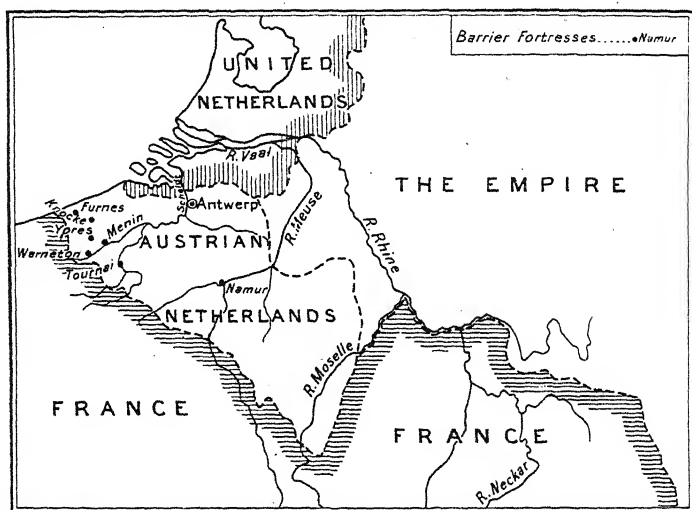 Barrier Fortresses......•Namur
UNITED
NETHERLANDS
R. Vaal
THE EMPIRE
Scheldt
Antwerp
Furnes
Knocke
Ypres
Menin
Warneton
Tournai
AUSTRIAN
R. Meuse
R. Rhine
Namur
NETHERLANDS
R. Moselle
FRANCE
FRANCE
R. Neckar